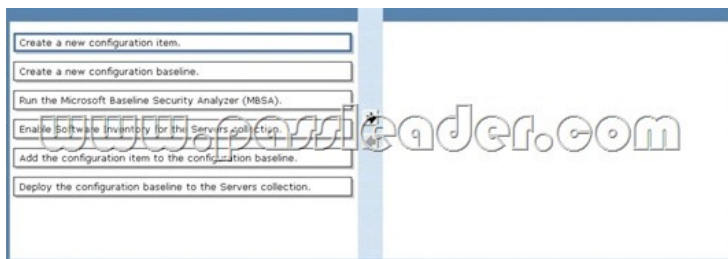 Create a new configuration item.
Create a new configuration baseline.
Run the Microsoft Baseline Security Analyzer (MBSA).
Enable Software Inventory for the Servers collection.
www.passleader.com
Add the configuration item to the configuration baseline.
Deploy the configuration baseline to the Servers collection.